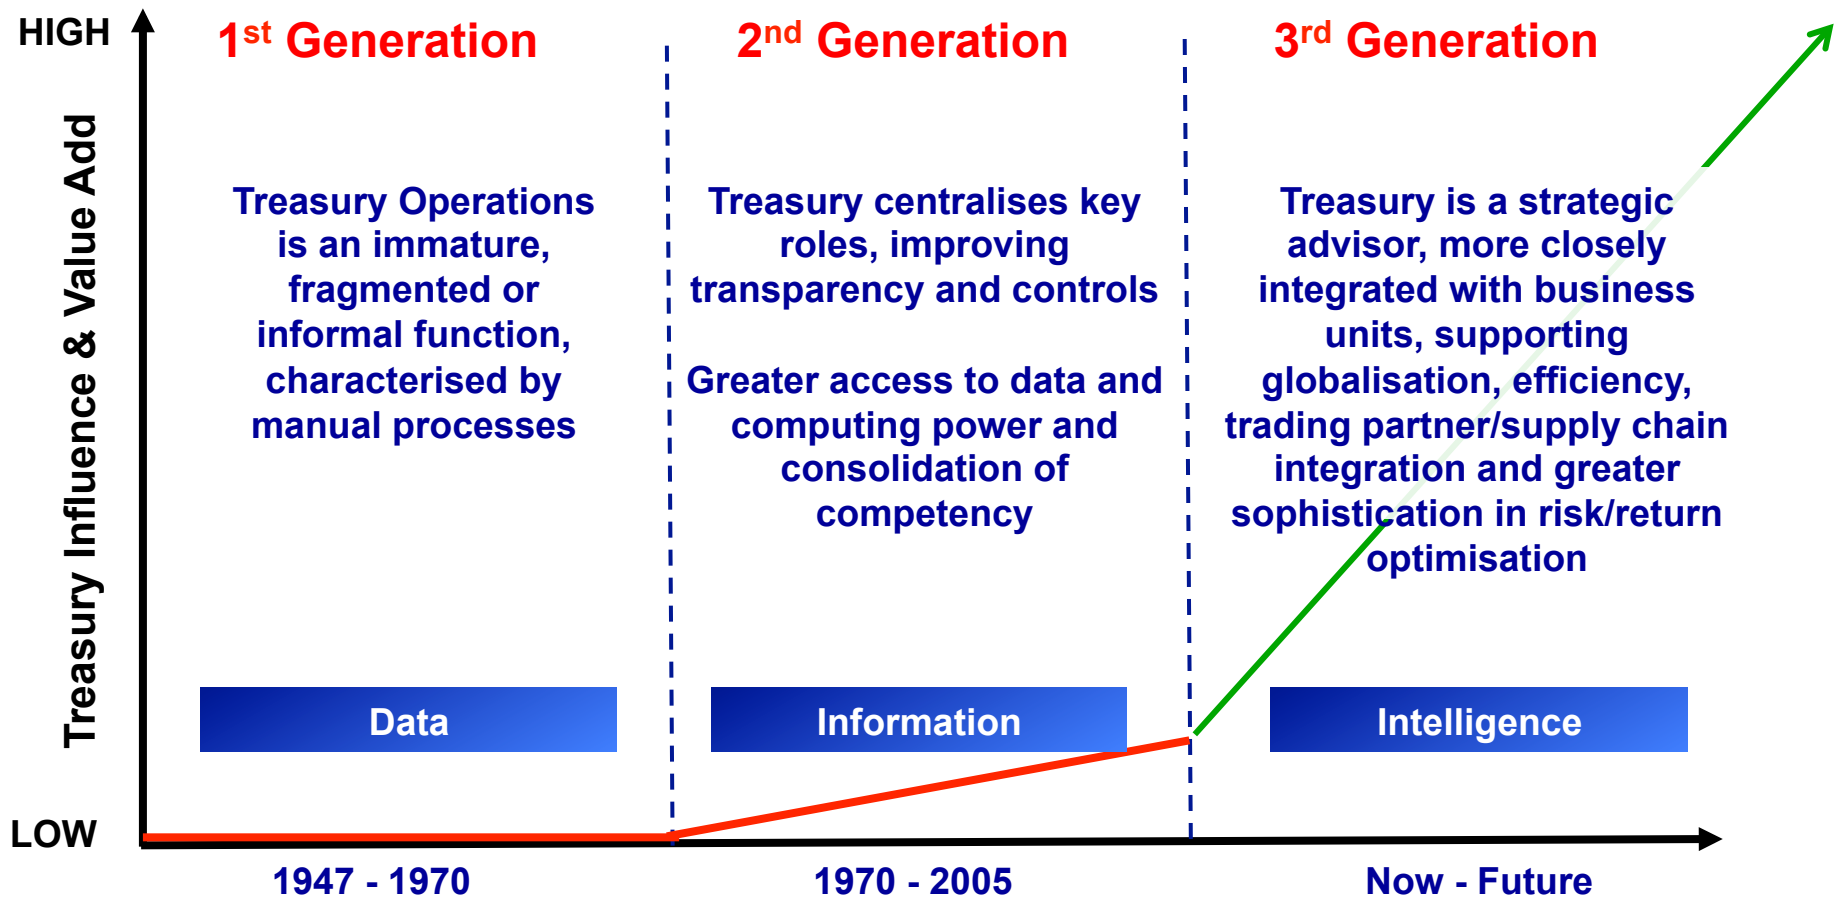 HIGH
1st Generation
2nd Generation
3rd Generation
Treasury Influence & Value Add
Treasury Operations
is an immature,
fragmented or
informal function,
characterised by
manual processes
Treasury centralises key
roles, improving
transparency and controls
Greater access to data and
computing power and
consolidation of
competency
Treasury is a strategic
advisor, more closely
integrated with business
units, supporting
globalisation, efficiency,
trading partner/supply chain
integration and greater
sophistication in risk/return
optimisation
Data
Information
Intelligence
LOW
1947 - 1970
1970 - 2005
Now - Future